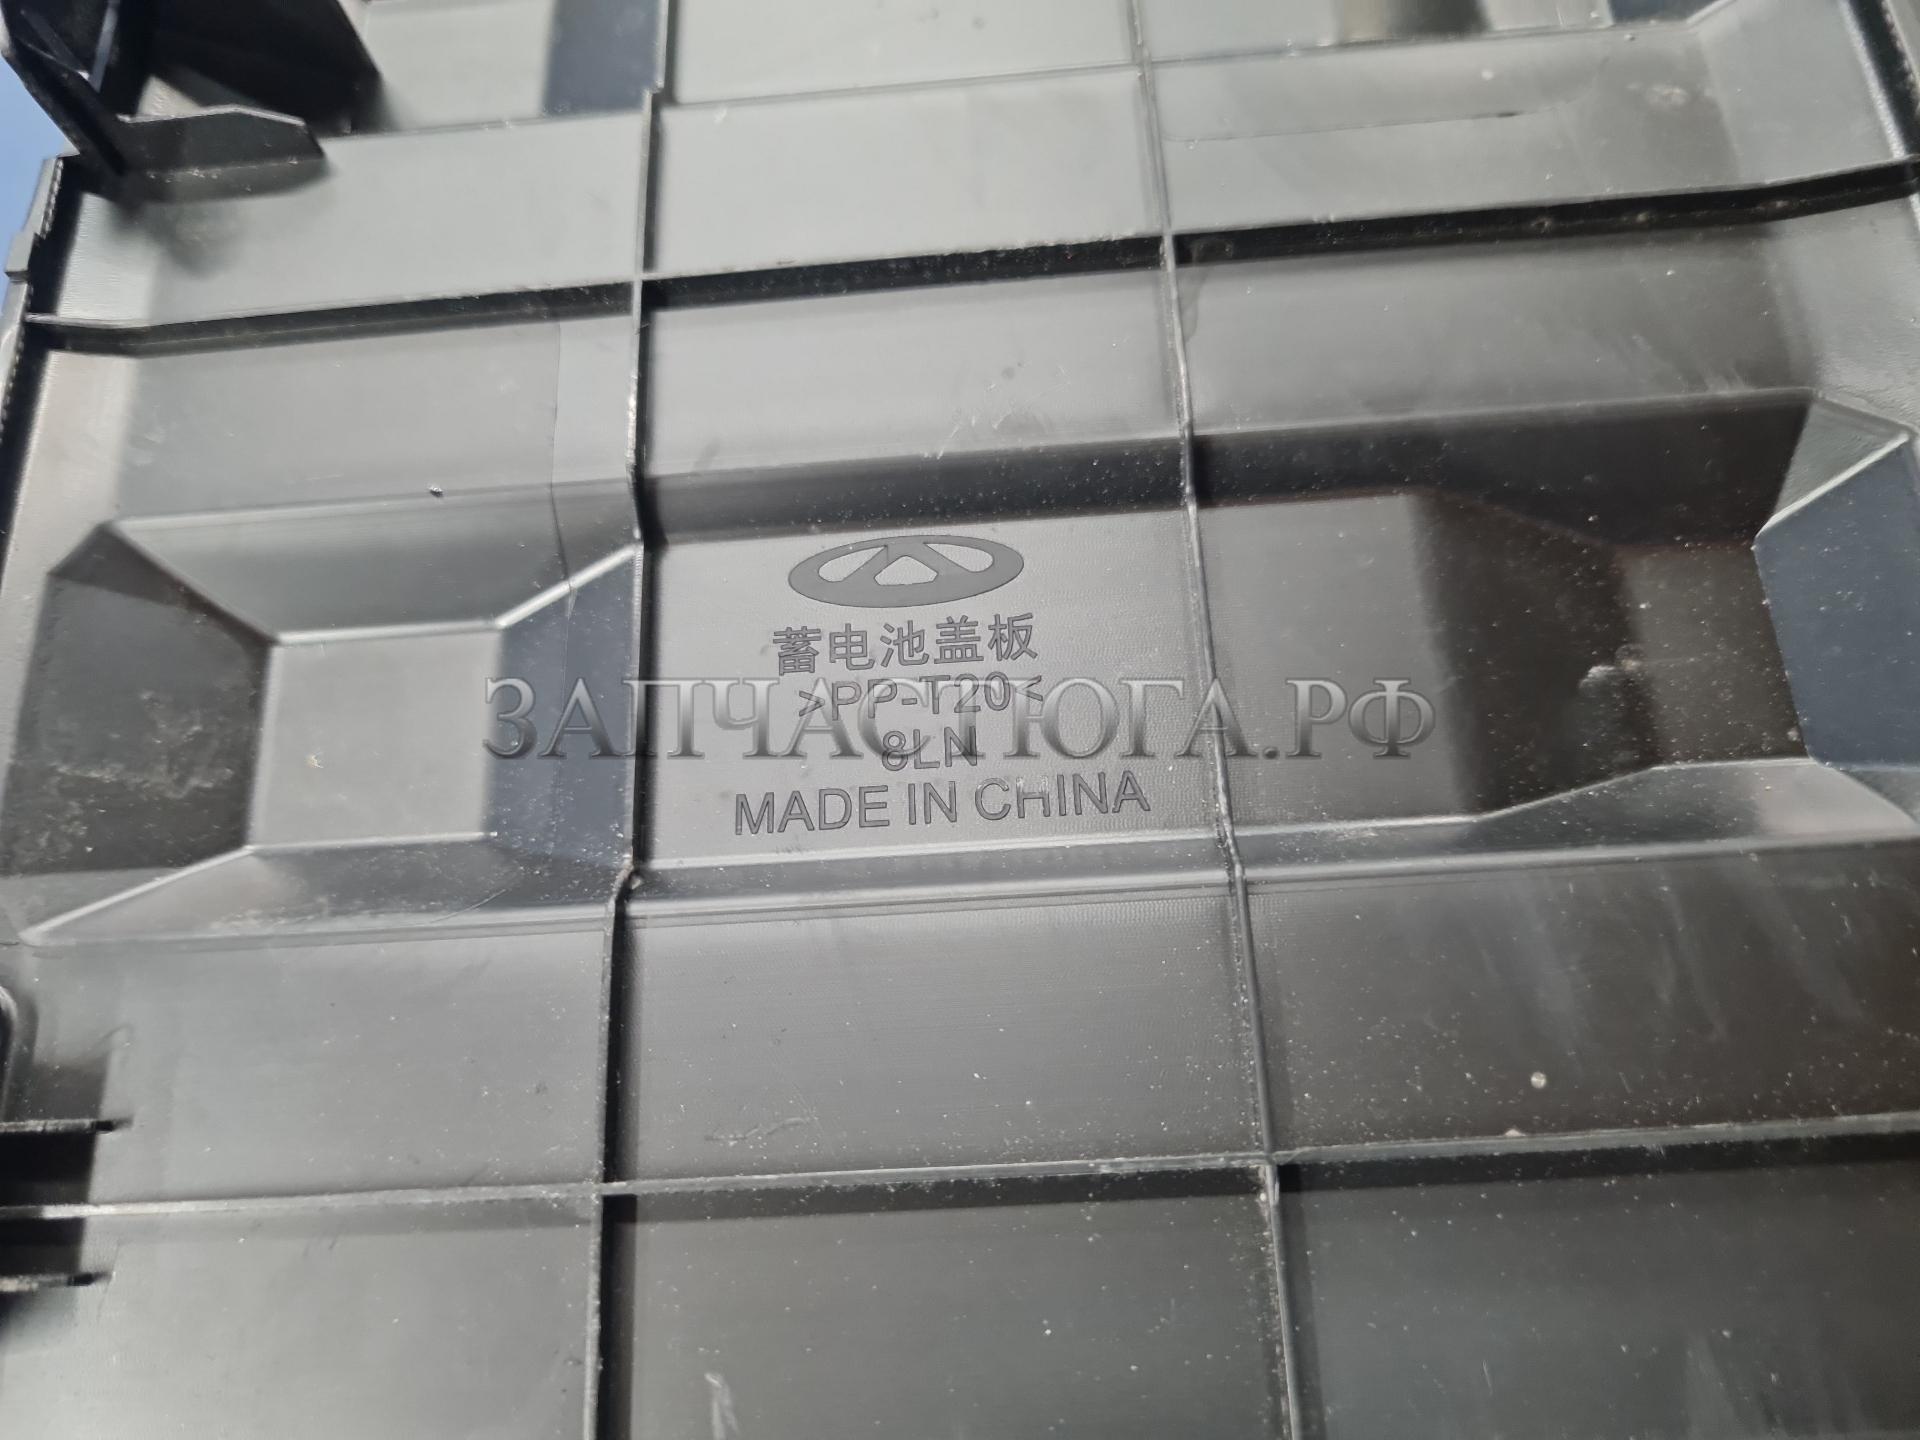 蓄电池盖板
>PP-T20<
ЗАПЧАСТЮГА.РФ
8LN
MADE IN CHINA